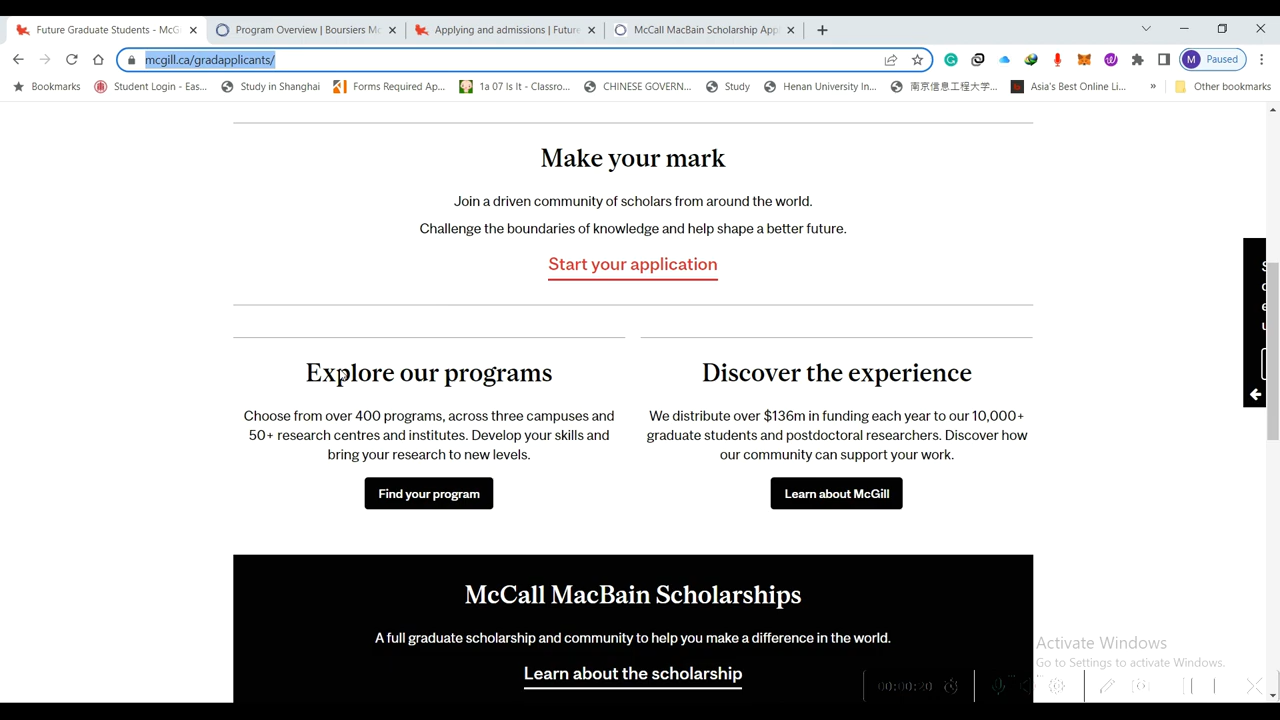 Future Graduate Students - McG
Program Overview | Boursiers Mc
Applying and admissions | Future
McCall MacBain Scholarship App
mcgill.ca/gradapplicants/
M Paused
Bookmarks
Student Login - Eas...
Study in Shanghai
Forms Required Ap...
1a 07 Is It - Classro...
CHINESE GOVERN...
Study
Henan University In...
南京信息工程大学...
Asia's Best Online Li...
»
Other bookmarks
Make your mark
Join a driven community of scholars from around the world.
Challenge the boundaries of knowledge and help shape a better future.
Start your application
Explore our programs
Choose from over 400 programs, across three campuses and
50+ research centres and institutes. Develop your skills and
bring your research to new levels.
Find your program
Discover the experience
We distribute over $136m in funding each year to our 10,000+
graduate students and postdoctoral researchers. Discover how
our community can support your work.
Learn about McGill
McCall MacBain Scholarships
A full graduate scholarship and community to help you make a difference in the world.
Learn about the scholarship
Activate Windows
Go to Settings to activate Windows.
00:00:20